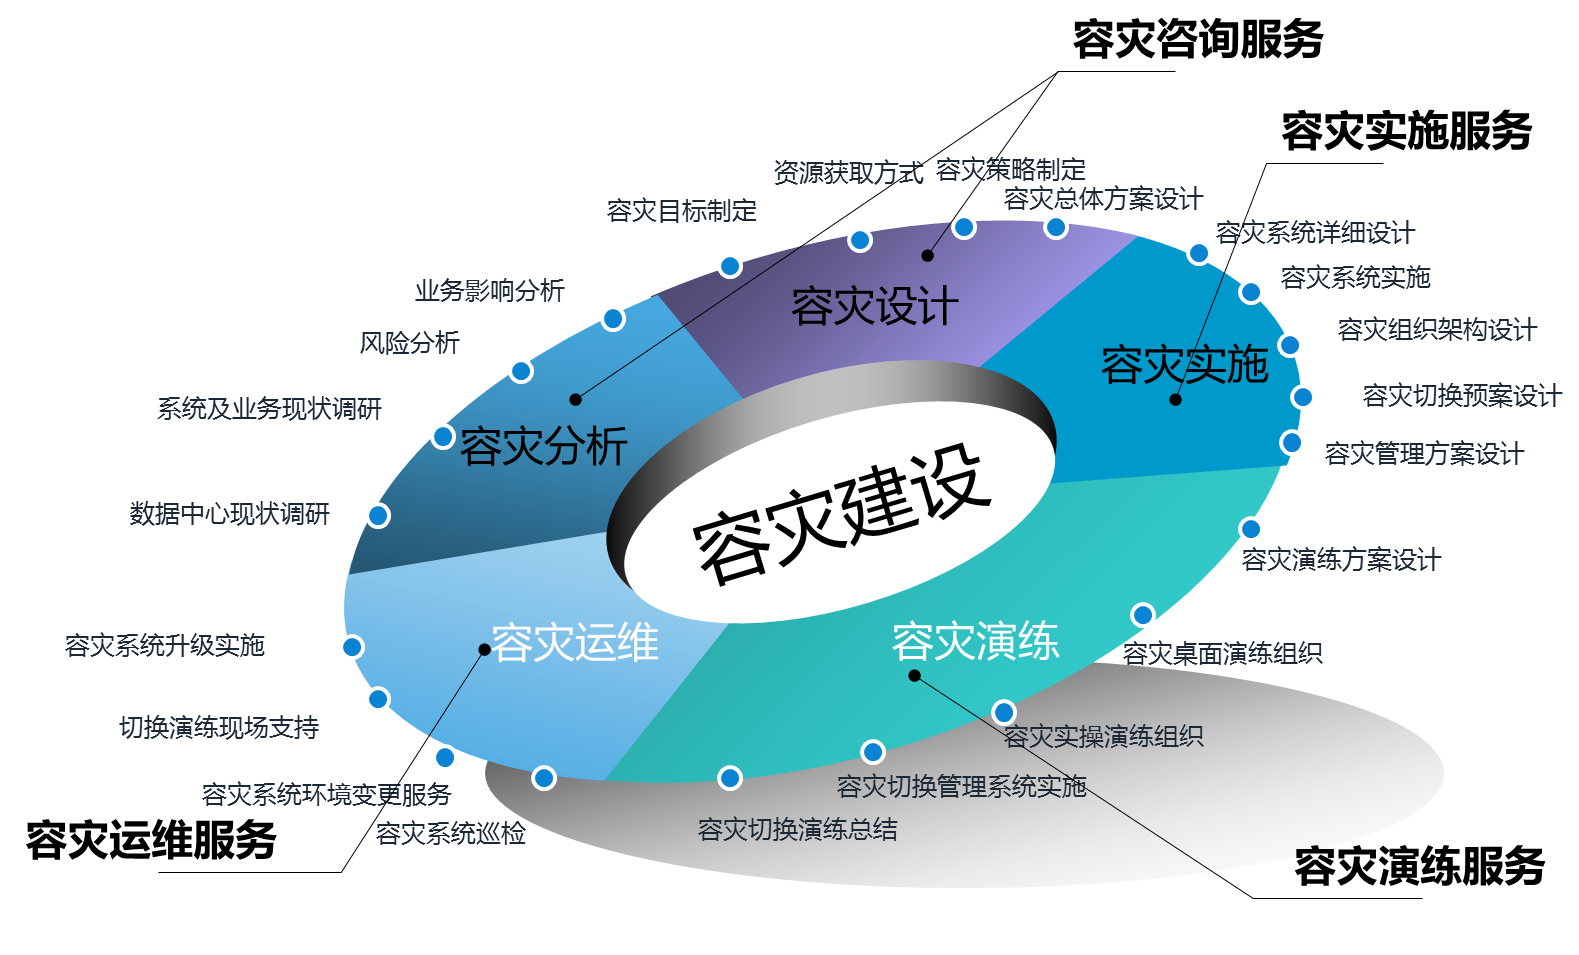 容灾咨询服务
容灾实施服务
资源获取方式
容灾策略制定
容灾总体方案设计
容灾目标制定
容灾系统详细设计
容灾系统实施
业务影响分析
容灾设计
容灾组织架构设计
风险分析
容灾实施
容灾切换预案设计
系统及业务现状调研
容灾分析
容灾管理方案设计
数据中心现状调研
容灾建设
容灾演练方案设计
容灾系统升级实施
容灾运维
容灾演练
容灾桌面演练组织
切换演练现场支持
容灾实操演练组织
容灾系统环境变更服务
容灾切换管理系统实施
容灾系统巡检
容灾切换演练总结
容灾运维服务
容灾演练服务